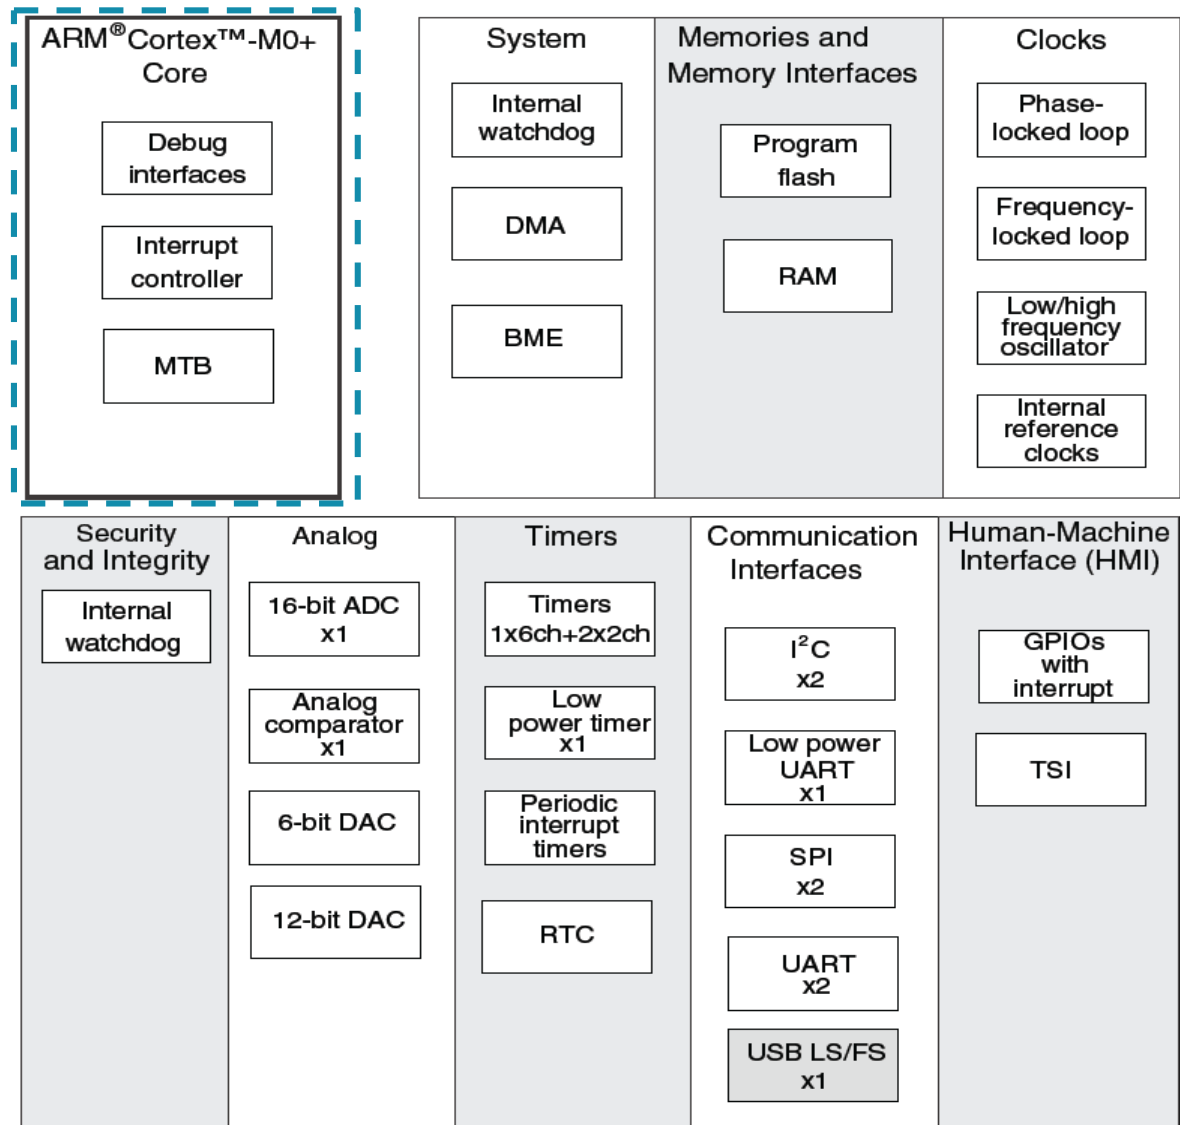 ARM®Cortex™-M0+
Core
Debug
interfaces
Interrupt
controller
MTB
System
Internal
watchdog
DMA
BME
Memories and
Memory Interfaces
Program
flash
RAM
Clocks
Phase-
locked loop
Frequency-
locked loop
Low/high
frequency
oscillator
Internal
reference
clocks
Security
and Integrity
Internal
watchdog
Analog
16-bit ADC
x1
Analog
comparator
x1
6-bit DAC
12-bit DAC
Timers
Timers
1x6ch+2x2ch
Low
power timer
x1
Periodic
interrupt
timers
RTC
Communication
Interfaces
I²C
x2
Low power
UART
x1
SPI
x2
UART
x2
USB LS/FS
x1
Human-Machine
Interface (HMI)
GPIOs
with
interrupt
TSI